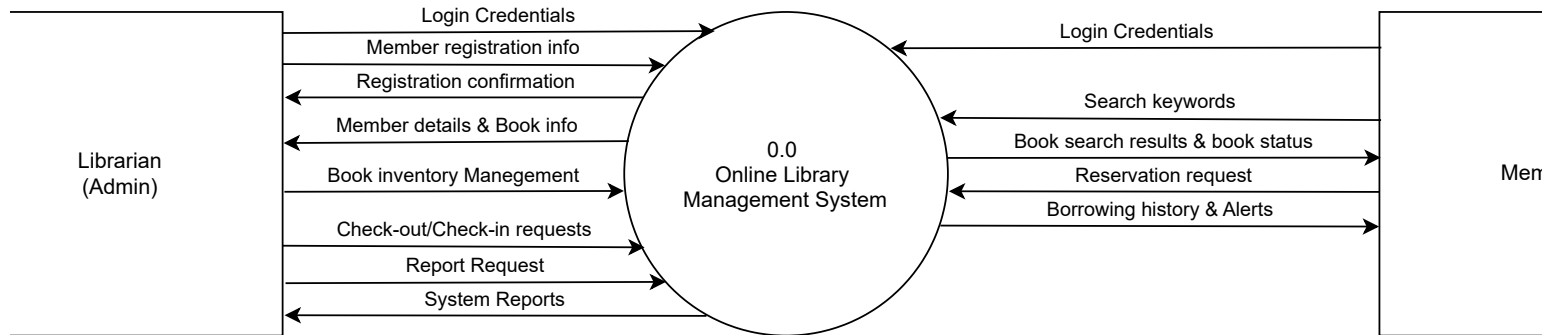 Login Credentials
Member registration info
Registration confirmation
Member details & Book info
Librarian
(Admin)
Book inventory Manegement
Check-out/Check-in requests
Report Request
System Reports
0.0
Online Library
Management System
Login Credentials
Search keywords
Book search results & book status
Reservation request
Borrowing history & Alerts